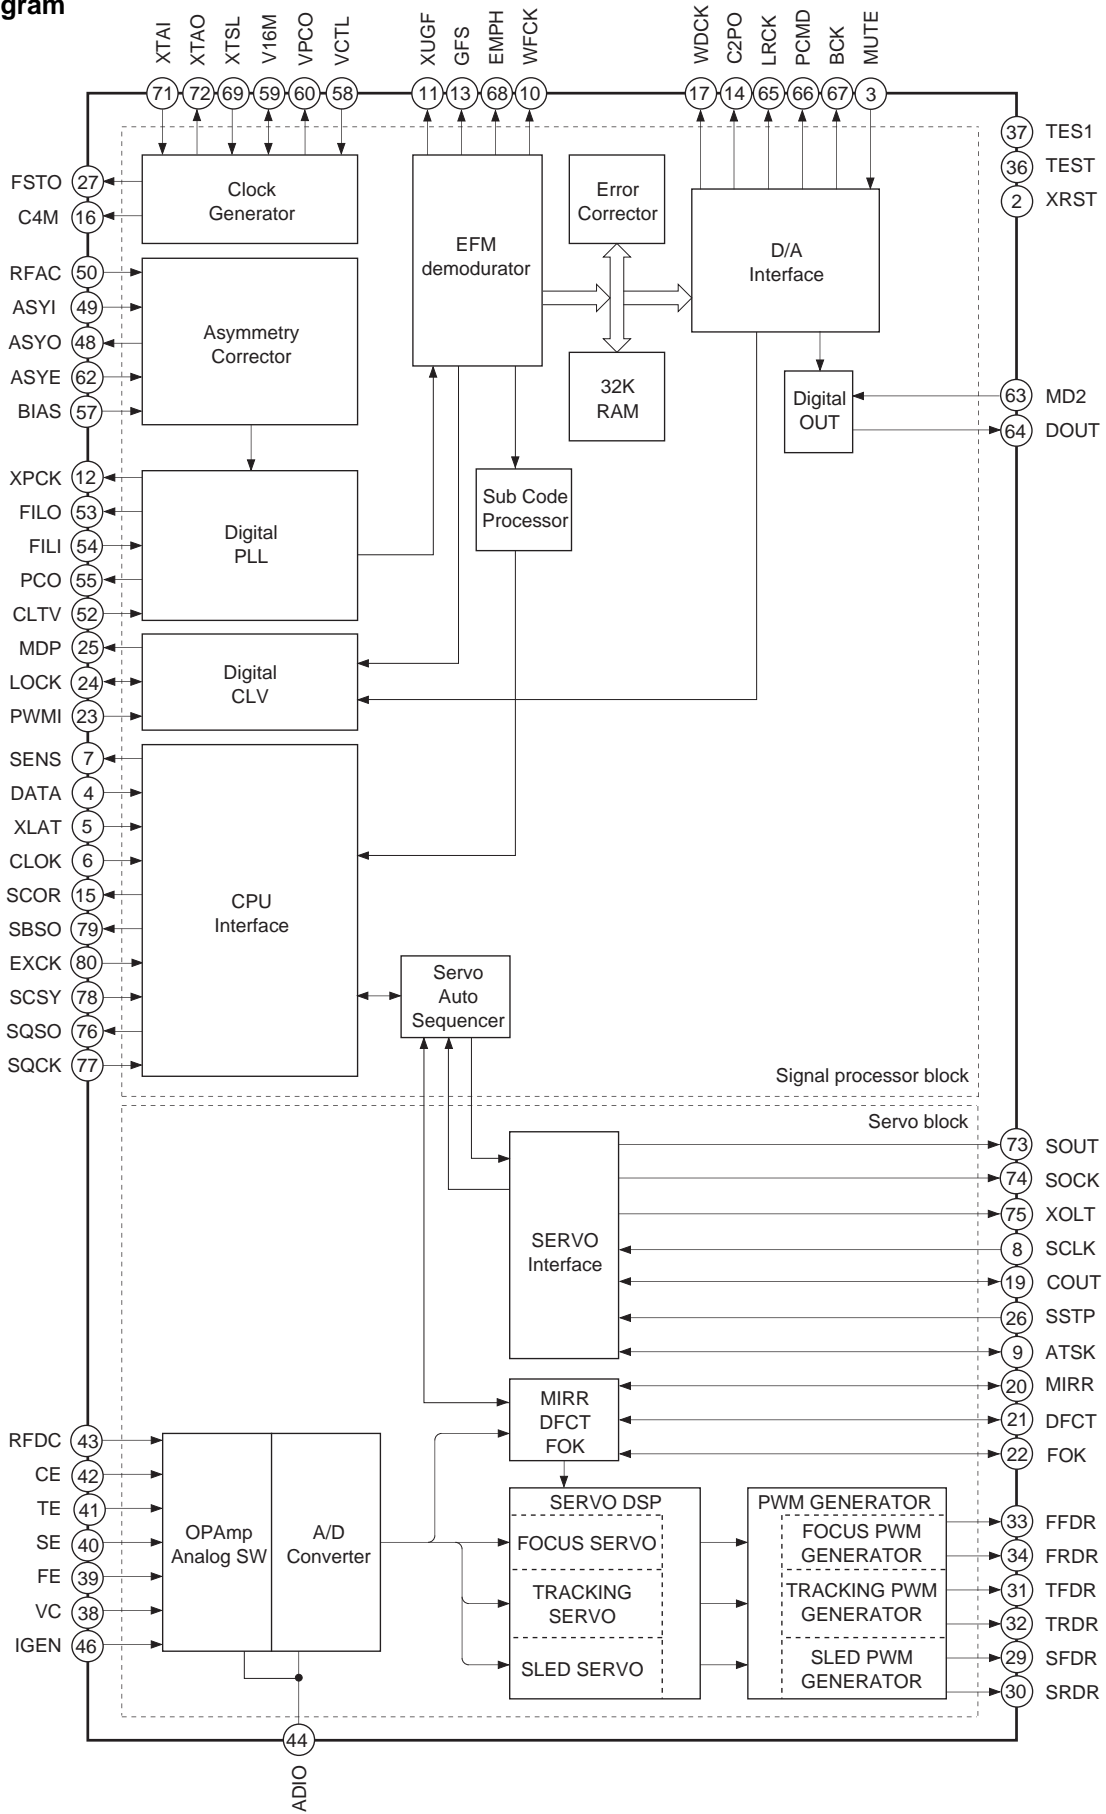 gram
XTAI
XTAO
XTSL
V16M
VPCO
VCTL
XUGF
GFS
EMPH
WFCK
WDCK
C2PO
LRCK
PCMD
BCK
MUTE
71 72 69 59 60 58 11 13 68 10 17 14 65 66 67 3
37 TES1
36 TEST
2 XRST
FSTO 27
C4M 16
Clock
Generator
EFM
demodurator
Error
Corrector
D/A
Interface
RFAC 50
ASYI 49
ASYO 48
ASYE 62
BIAS 57
Asymmetry
Corrector
32K
RAM
Digital
OUT
63 MD2
64 DOUT
XPCK 12
FILO 53
FILI 54
PCO 55
CLTV 52
Digital
PLL
Sub Code
Processor
MDP 25
LOCK 24
PWMI 23
Digital
CLV
SENS 7
DATA 4
XLAT 5
CLOK 6
SCOR 15
SBSO 79
EXCK 80
SCSY 78
SQSO 76
SQCK 77
CPU
Interface
Servo
Auto
Sequencer
Signal processor block
Servo block
SERVO
Interface
73 SOUT
74 SOCK
75 XOLT
8 SCLK
19 COUT
26 SSTP
9 ATSK
MIRR
DFCT
FOK
20 MIRR
21 DFCT
22 FOK
RFDC 43
CE 42
TE 41
SE 40
FE 39
VC 38
IGEN 46
OPAmp
Analog SW
A/D
Converter
SERVO DSP
FOCUS SERVO
TRACKING
SERVO
SLED SERVO
PWM GENERATOR
FOCUS PWM
GENERATOR
TRACKING PWM
GENERATOR
SLED PWM
GENERATOR
33 FFDR
34 FRDR
31 TFDR
32 TRDR
29 SFDR
30 SRDR
44
ADIO